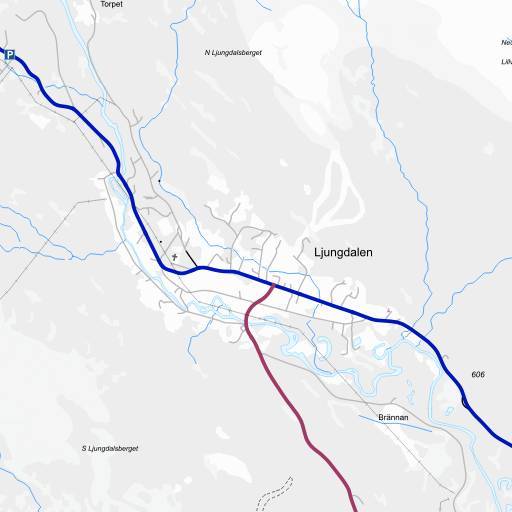 Torpet
P
N Ljungdalsberget
Ljungdalen
606
Brännan
S Ljungdalsberget